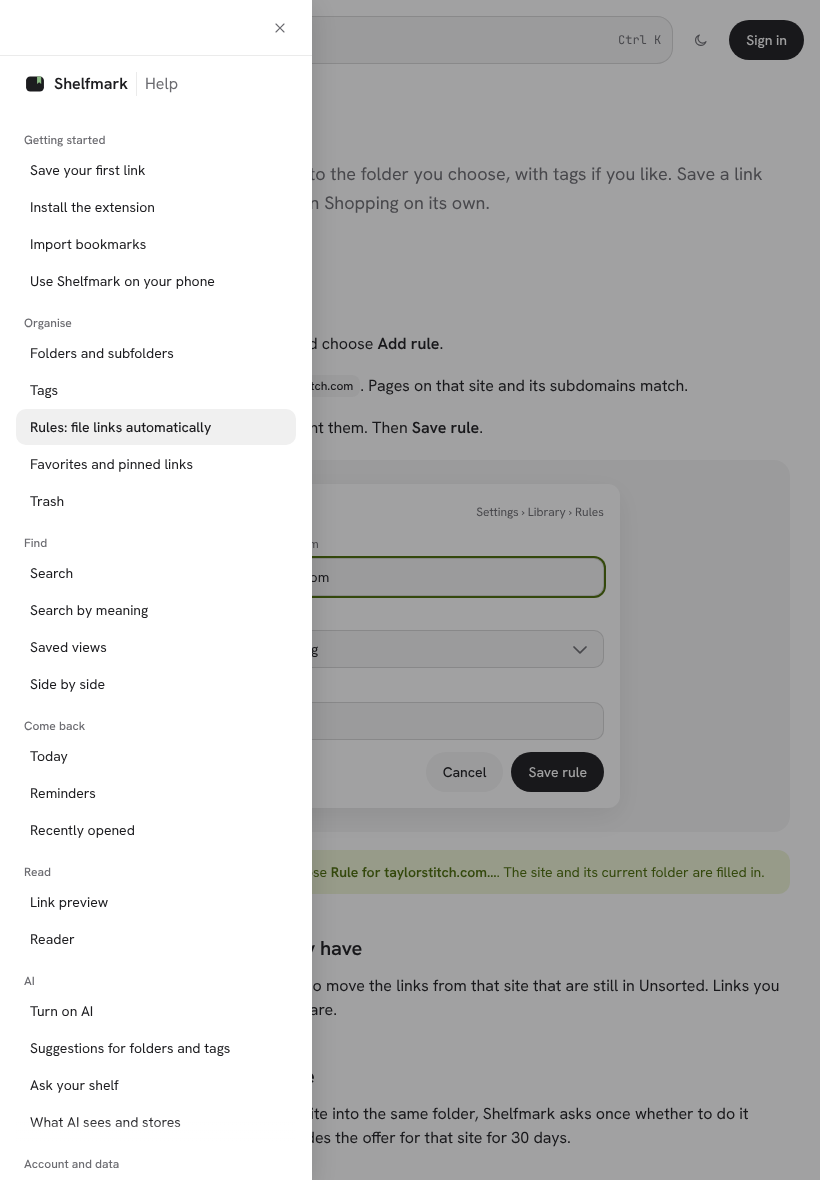 Ctrl K
Sign in
Shelfmark
Help
Getting started
Save your first link
Install the extension
Import bookmarks
Use Shelfmark on your phone
Organise
Folders and subfolders
Tags
Rules: file links automatically
Favorites and pinned links
Trash
Find
Search
Search by meaning
Saved views
Side by side
Come back
Today
Reminders
Recently opened
Read
Link preview
Reader
AI
Turn on AI
Suggestions for folders and tags
Ask your shelf
What AI sees and stores
Account and data
to the folder you choose, with tags if you like. Save a link
Shopping on its own.
choose Add rule.
tch.com. Pages on that site and its subdomains match.
them. Then Save rule.
Settings › Library › Rules
om
Cancel
Save rule
Rule for taylorstitch.com…. The site and its current folder are filled in.
have
move the links from that site that are still in Unsorted. Links you
are.
into the same folder, Shelfmark asks once whether to do it
the offer for that site for 30 days.